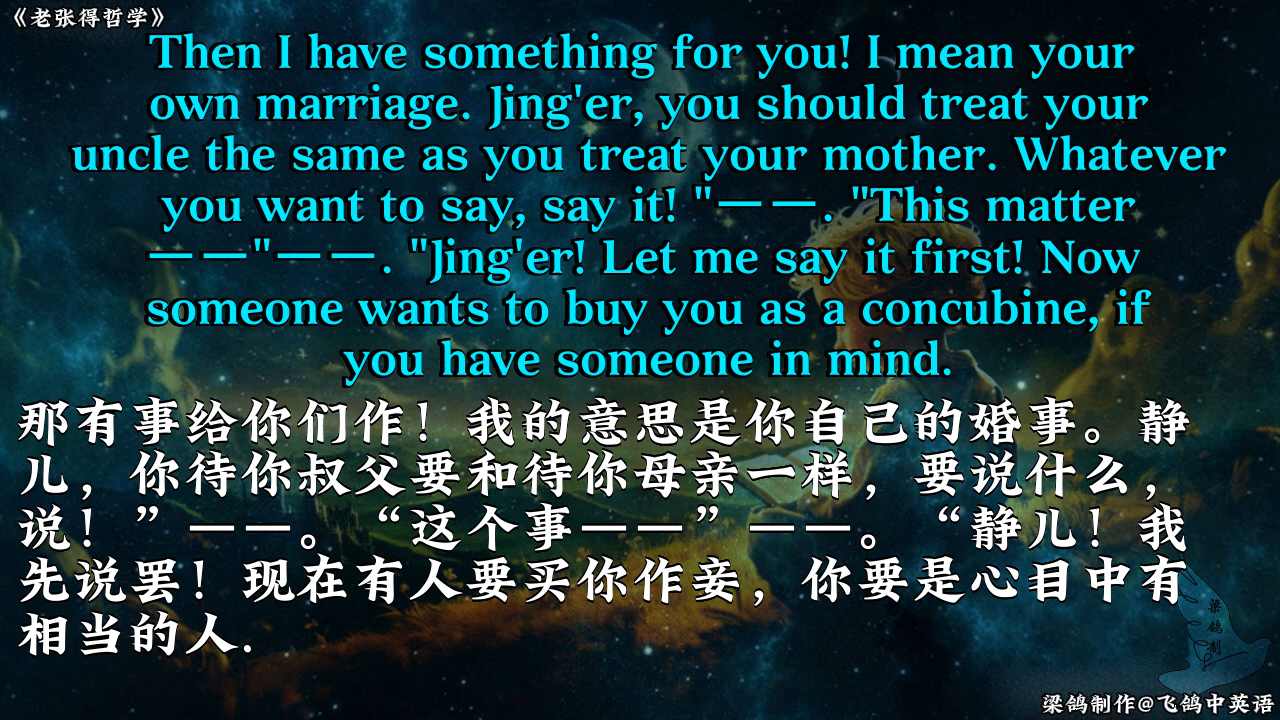 《老张得哲学》
Then I have something for you! I mean your
own marriage. Jing'er, you should treat your
uncle the same as you treat your mother. Whatever
you want to say, say it! "——. "This matter
——"——. "Jing'er! Let me say it first! Now
someone wants to buy you as a concubine, if
you have someone in mind.
那有事给你们作！我的意思是你自己的婚事。静
儿，你待你叔父要和待你母亲一样，要说什么，
说！”——。“这个事——”——。“静儿！我
先说罢！现在有人要买你作妾，你要是心目中有
相当的人.
梁鸽制
梁鸽制作@飞鸽中英语